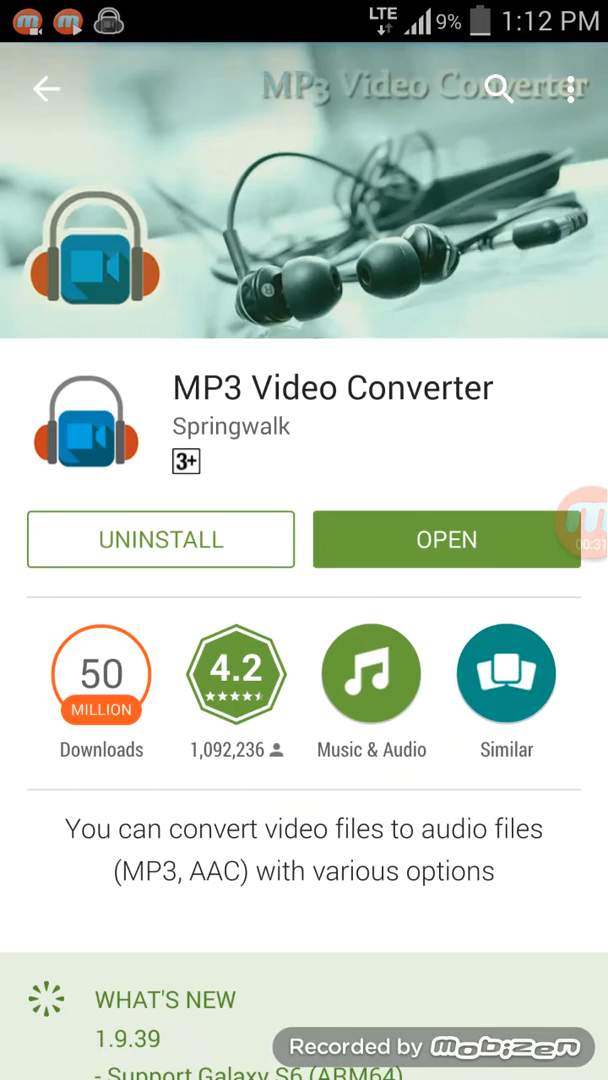 LTE 9% 1:12 PM
MP3 Video Converter
MP3 Video Converter
Springwalk
3+
UNINSTALL
OPEN
00:31
50
MILLION
4.2
Downloads
1,092,236
Music & Audio
Similar
You can convert video files to audio files
(MP3, AAC) with various options
WHAT'S NEW
1.9.39
- Support Galaxy S6 (ARM64)
Recorded by mobizen